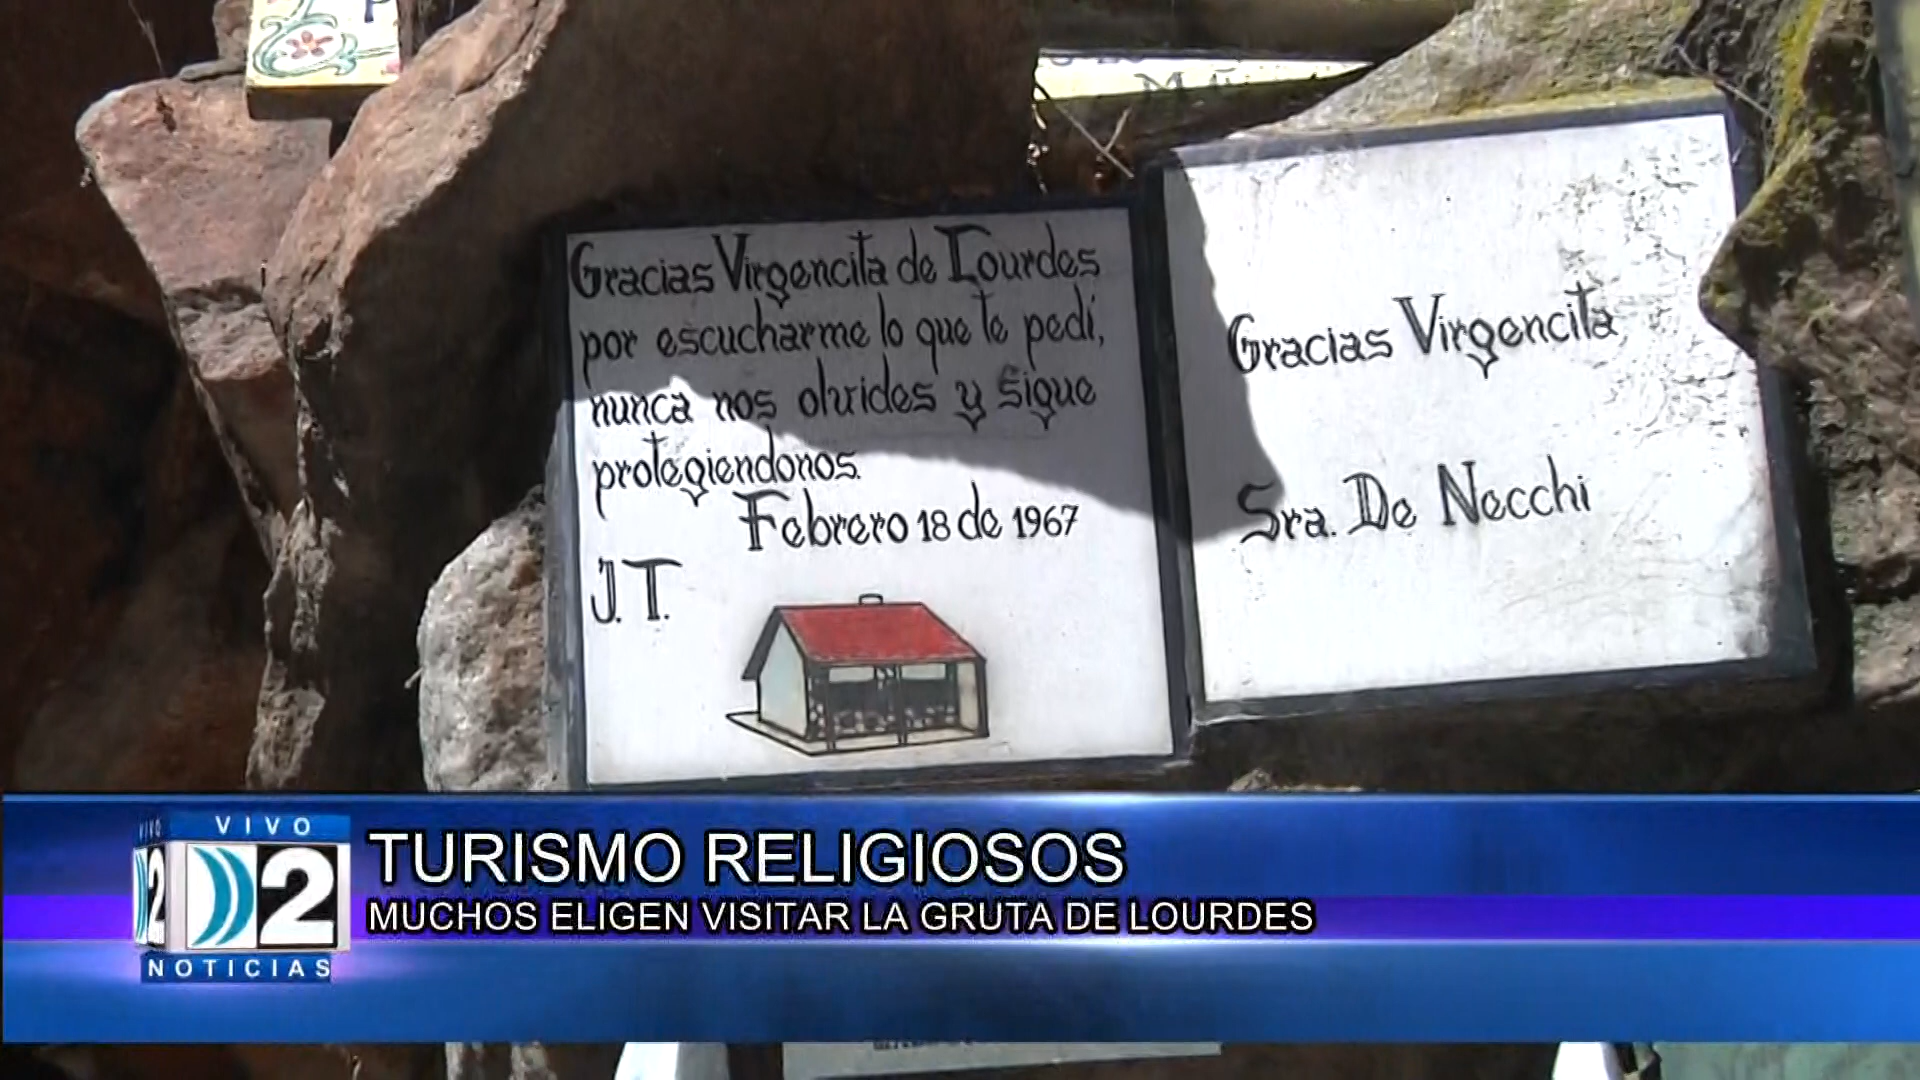 P
Gracias Virgencita de Lourdes
por escucharme lo que te pedí,
nunca nos olvides y sigue
protegiendonos.
Febrero 18 de 1967
J. T.
Gracias Virgencita
Sra. De Necchi
VIVO
2
NOTICIAS
TURISMO RELIGIOSOS
MUCHOS ELIGEN VISITAR LA GRUTA DE LOURDES